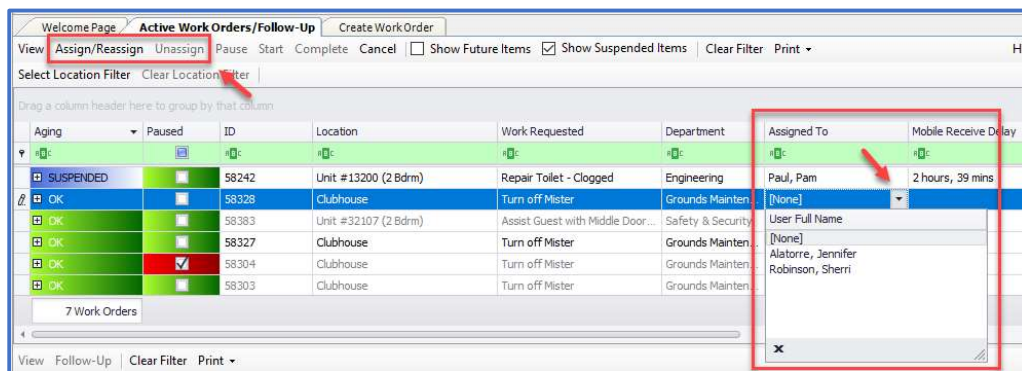 Welcome Page Active Work Orders/Follow-Up Create Work Order
View Assign/Reassign Unassign Pause Start Complete Cancel Show Future Items Show Suspended Items Clear Filter Print H
Select Location Filter Clear Location Filter
Drag a column header here to group by that column
Aging Paused ID Location Work Requested Department Assigned To Mobile Receive Delay
SUSPENDED 58242 Unit #13200 (2 Bdrm) Repair Toilet - Clogged Engineering Paul, Pam 2 hours, 39 mins
OK 58328 Clubhouse Turn off Mister Grounds Mainten... [None]
OK 58383 Unit #32107 (2 Bdrm) Assist Guest with Middle Door... Safety & Security User Full Name
OK 58327 Clubhouse Turn off Mister Grounds Mainten... [None]
OK 58304 Clubhouse Turn off Mister Grounds Mainten... Alatorre, Jennifer
Robinson, Sherri
OK 58303 Clubhouse Turn off Mister Grounds Mainten...
7 Work Orders
x
View Follow-Up Clear Filter Print